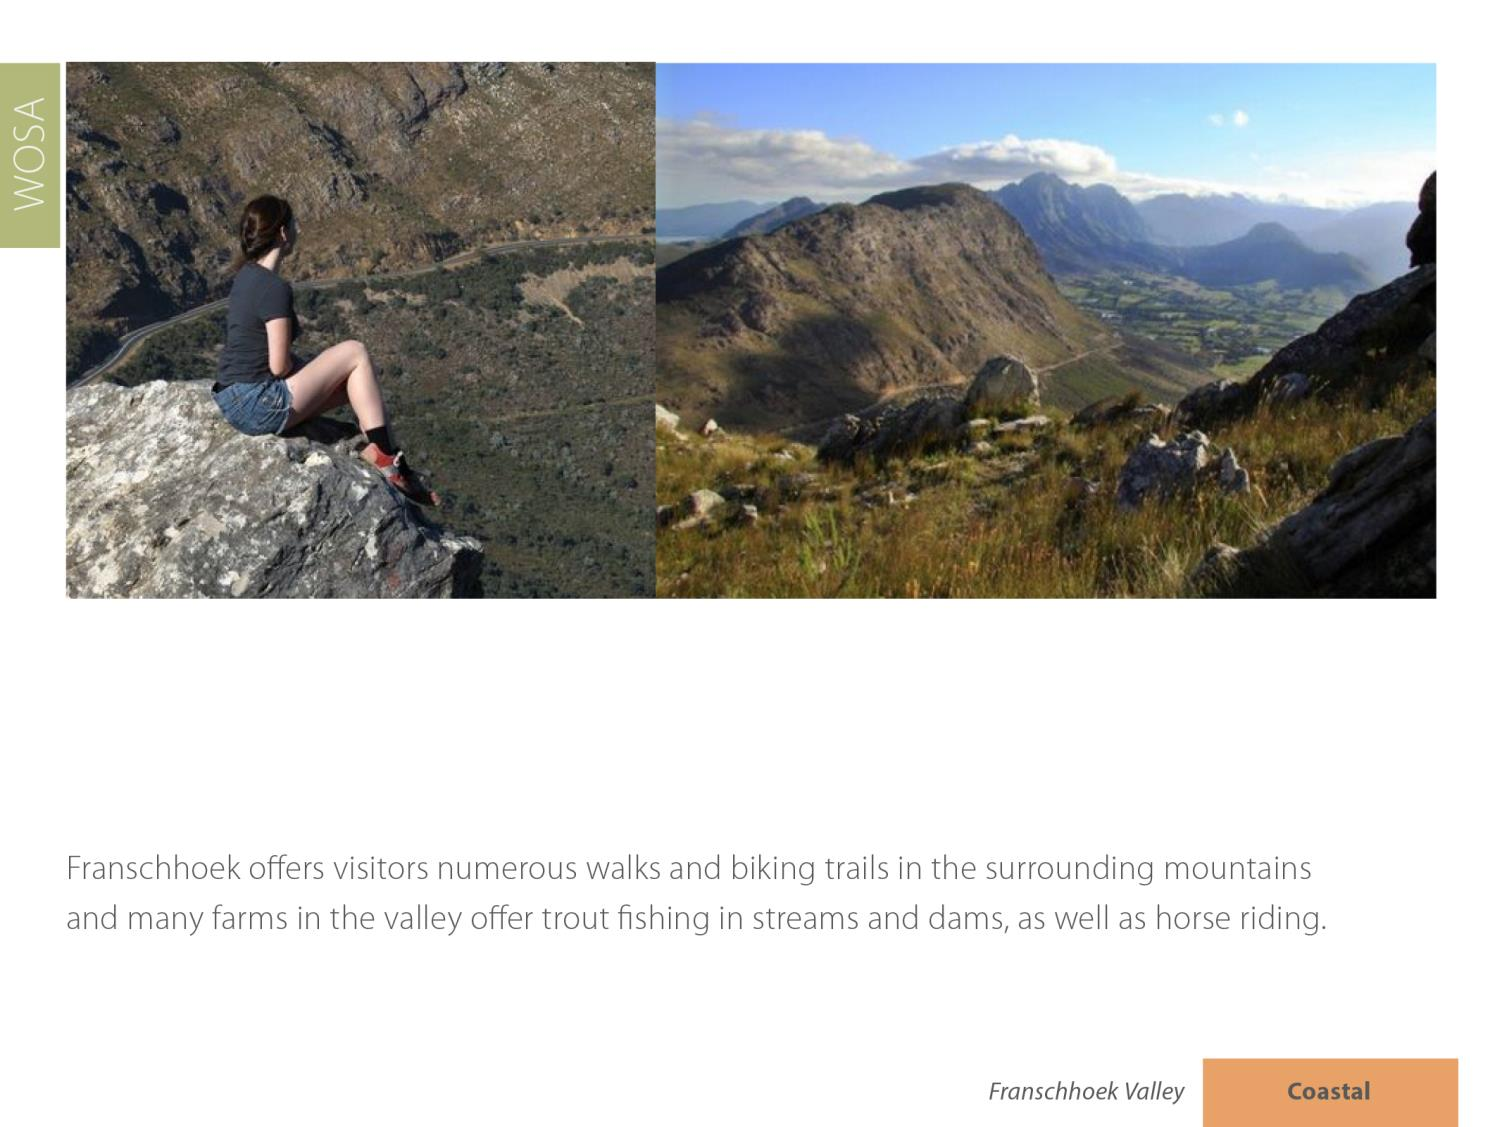 WOSA
Franschhoek offers visitors numerous walks and biking trails in the surrounding mountains
and many farms in the valley offer trout fishing in streams and dams, as well as horse riding.
Franschhoek Valley
Coastal